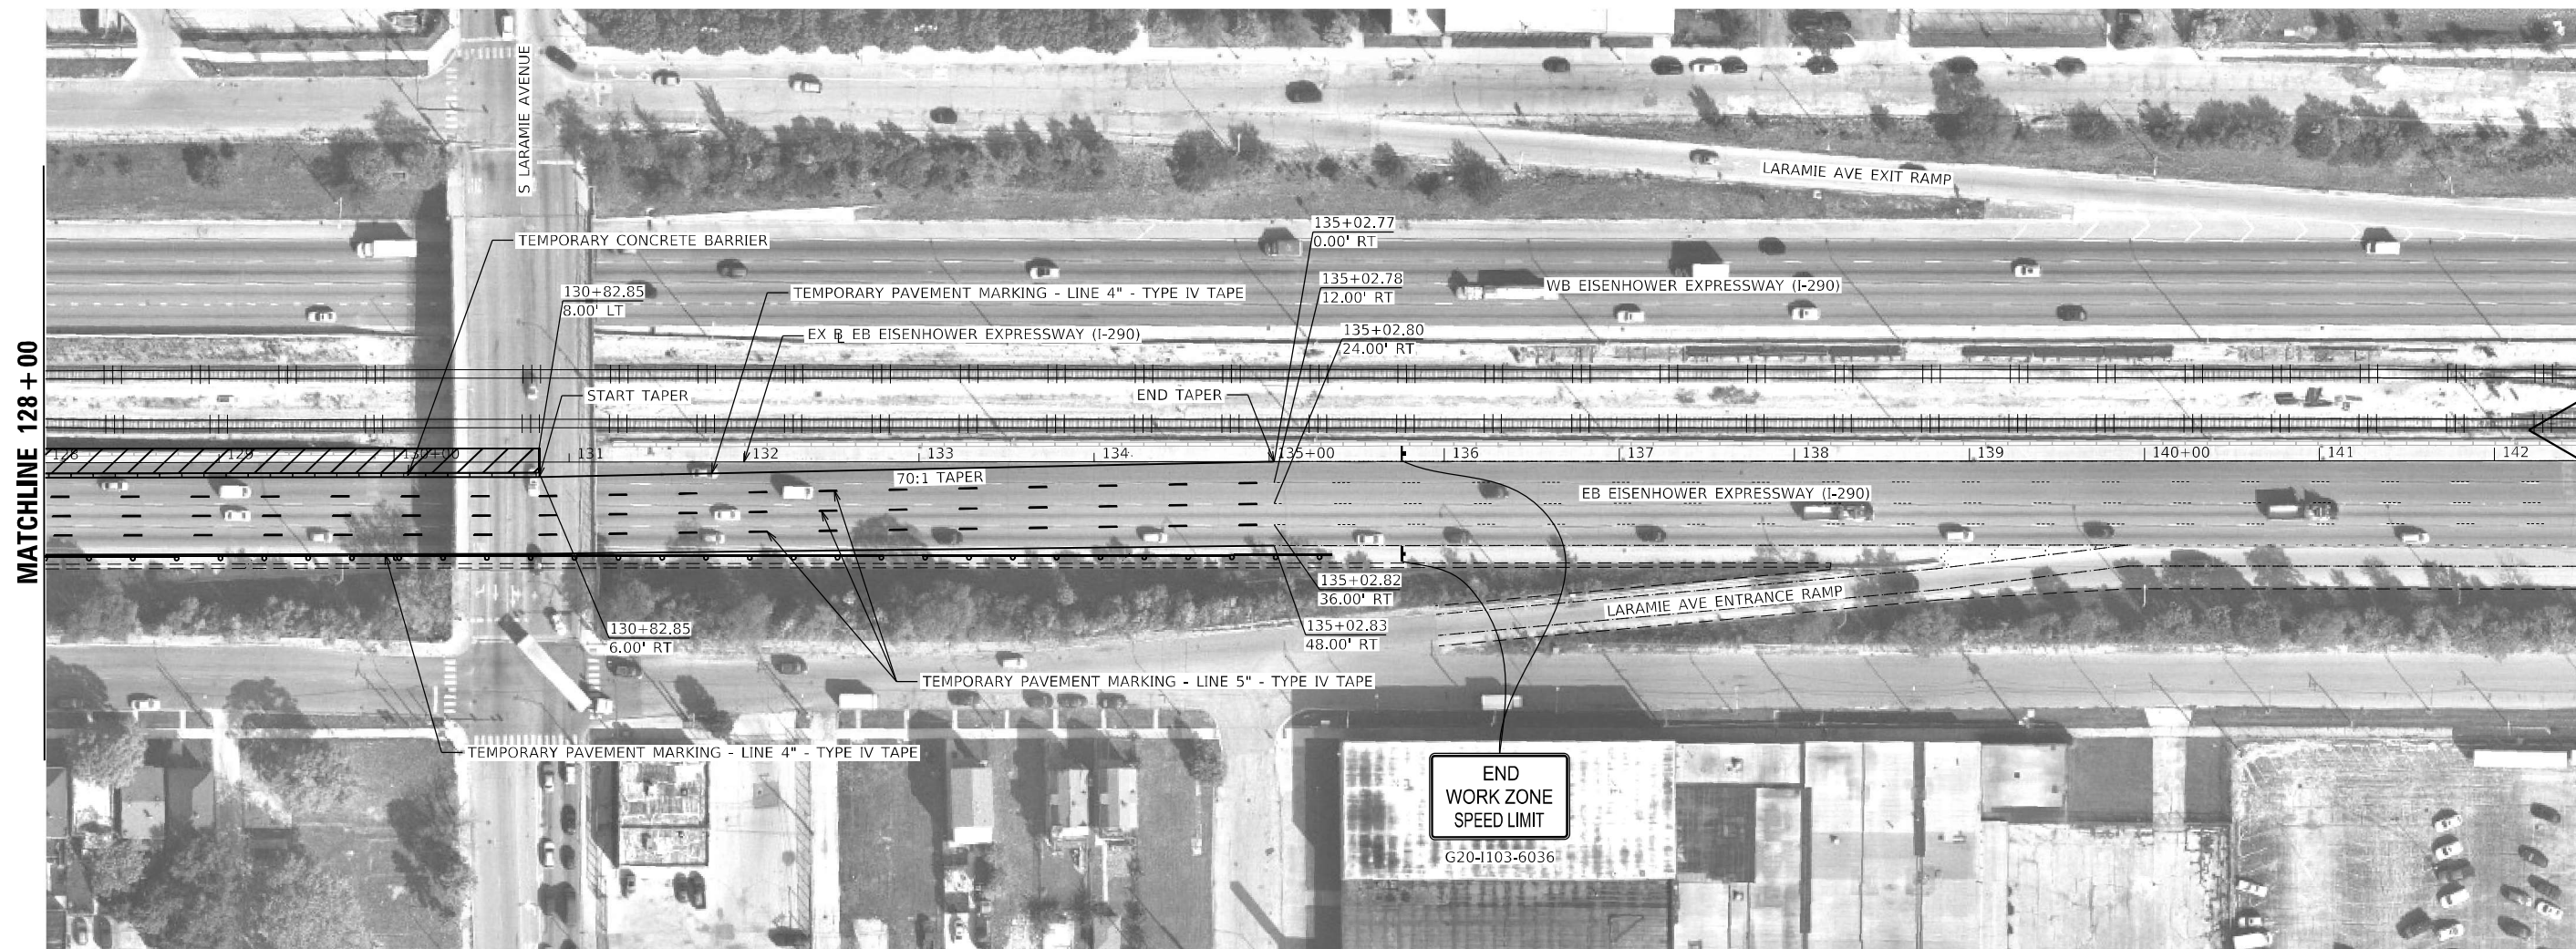 S LARAMIE AVENUE
LARAMIE AVE EXIT RAMP
135+02.77
0.00' RT
TEMPORARY CONCRETE BARRIER
135+02.78
12.00' RT
WB EISENHOWER EXPRESSWAY (I-290)
130+82.85
8.00' LT
TEMPORARY PAVEMENT MARKING - LINE 4" - TYPE IV TAPE
135+02.80
24.00' RT
EX B EB EISENHOWER EXPRESSWAY (I-290)
START TAPER
END TAPER
MATCHLINE 128+00
128
129
130+00
131
132
133
134
135+00
136
137
138
139
140+00
141
142
70:1 TAPER
EB EISENHOWER EXPRESSWAY (I-290)
135+02.82
36.00' RT
LARAMIE AVE ENTRANCE RAMP
130+82.85
6.00' RT
135+02.83
48.00' RT
TEMPORARY PAVEMENT MARKING - LINE 5" - TYPE IV TAPE
TEMPORARY PAVEMENT MARKING - LINE 4" - TYPE IV TAPE
END
WORK ZONE
SPEED LIMIT
G20-I103-6036